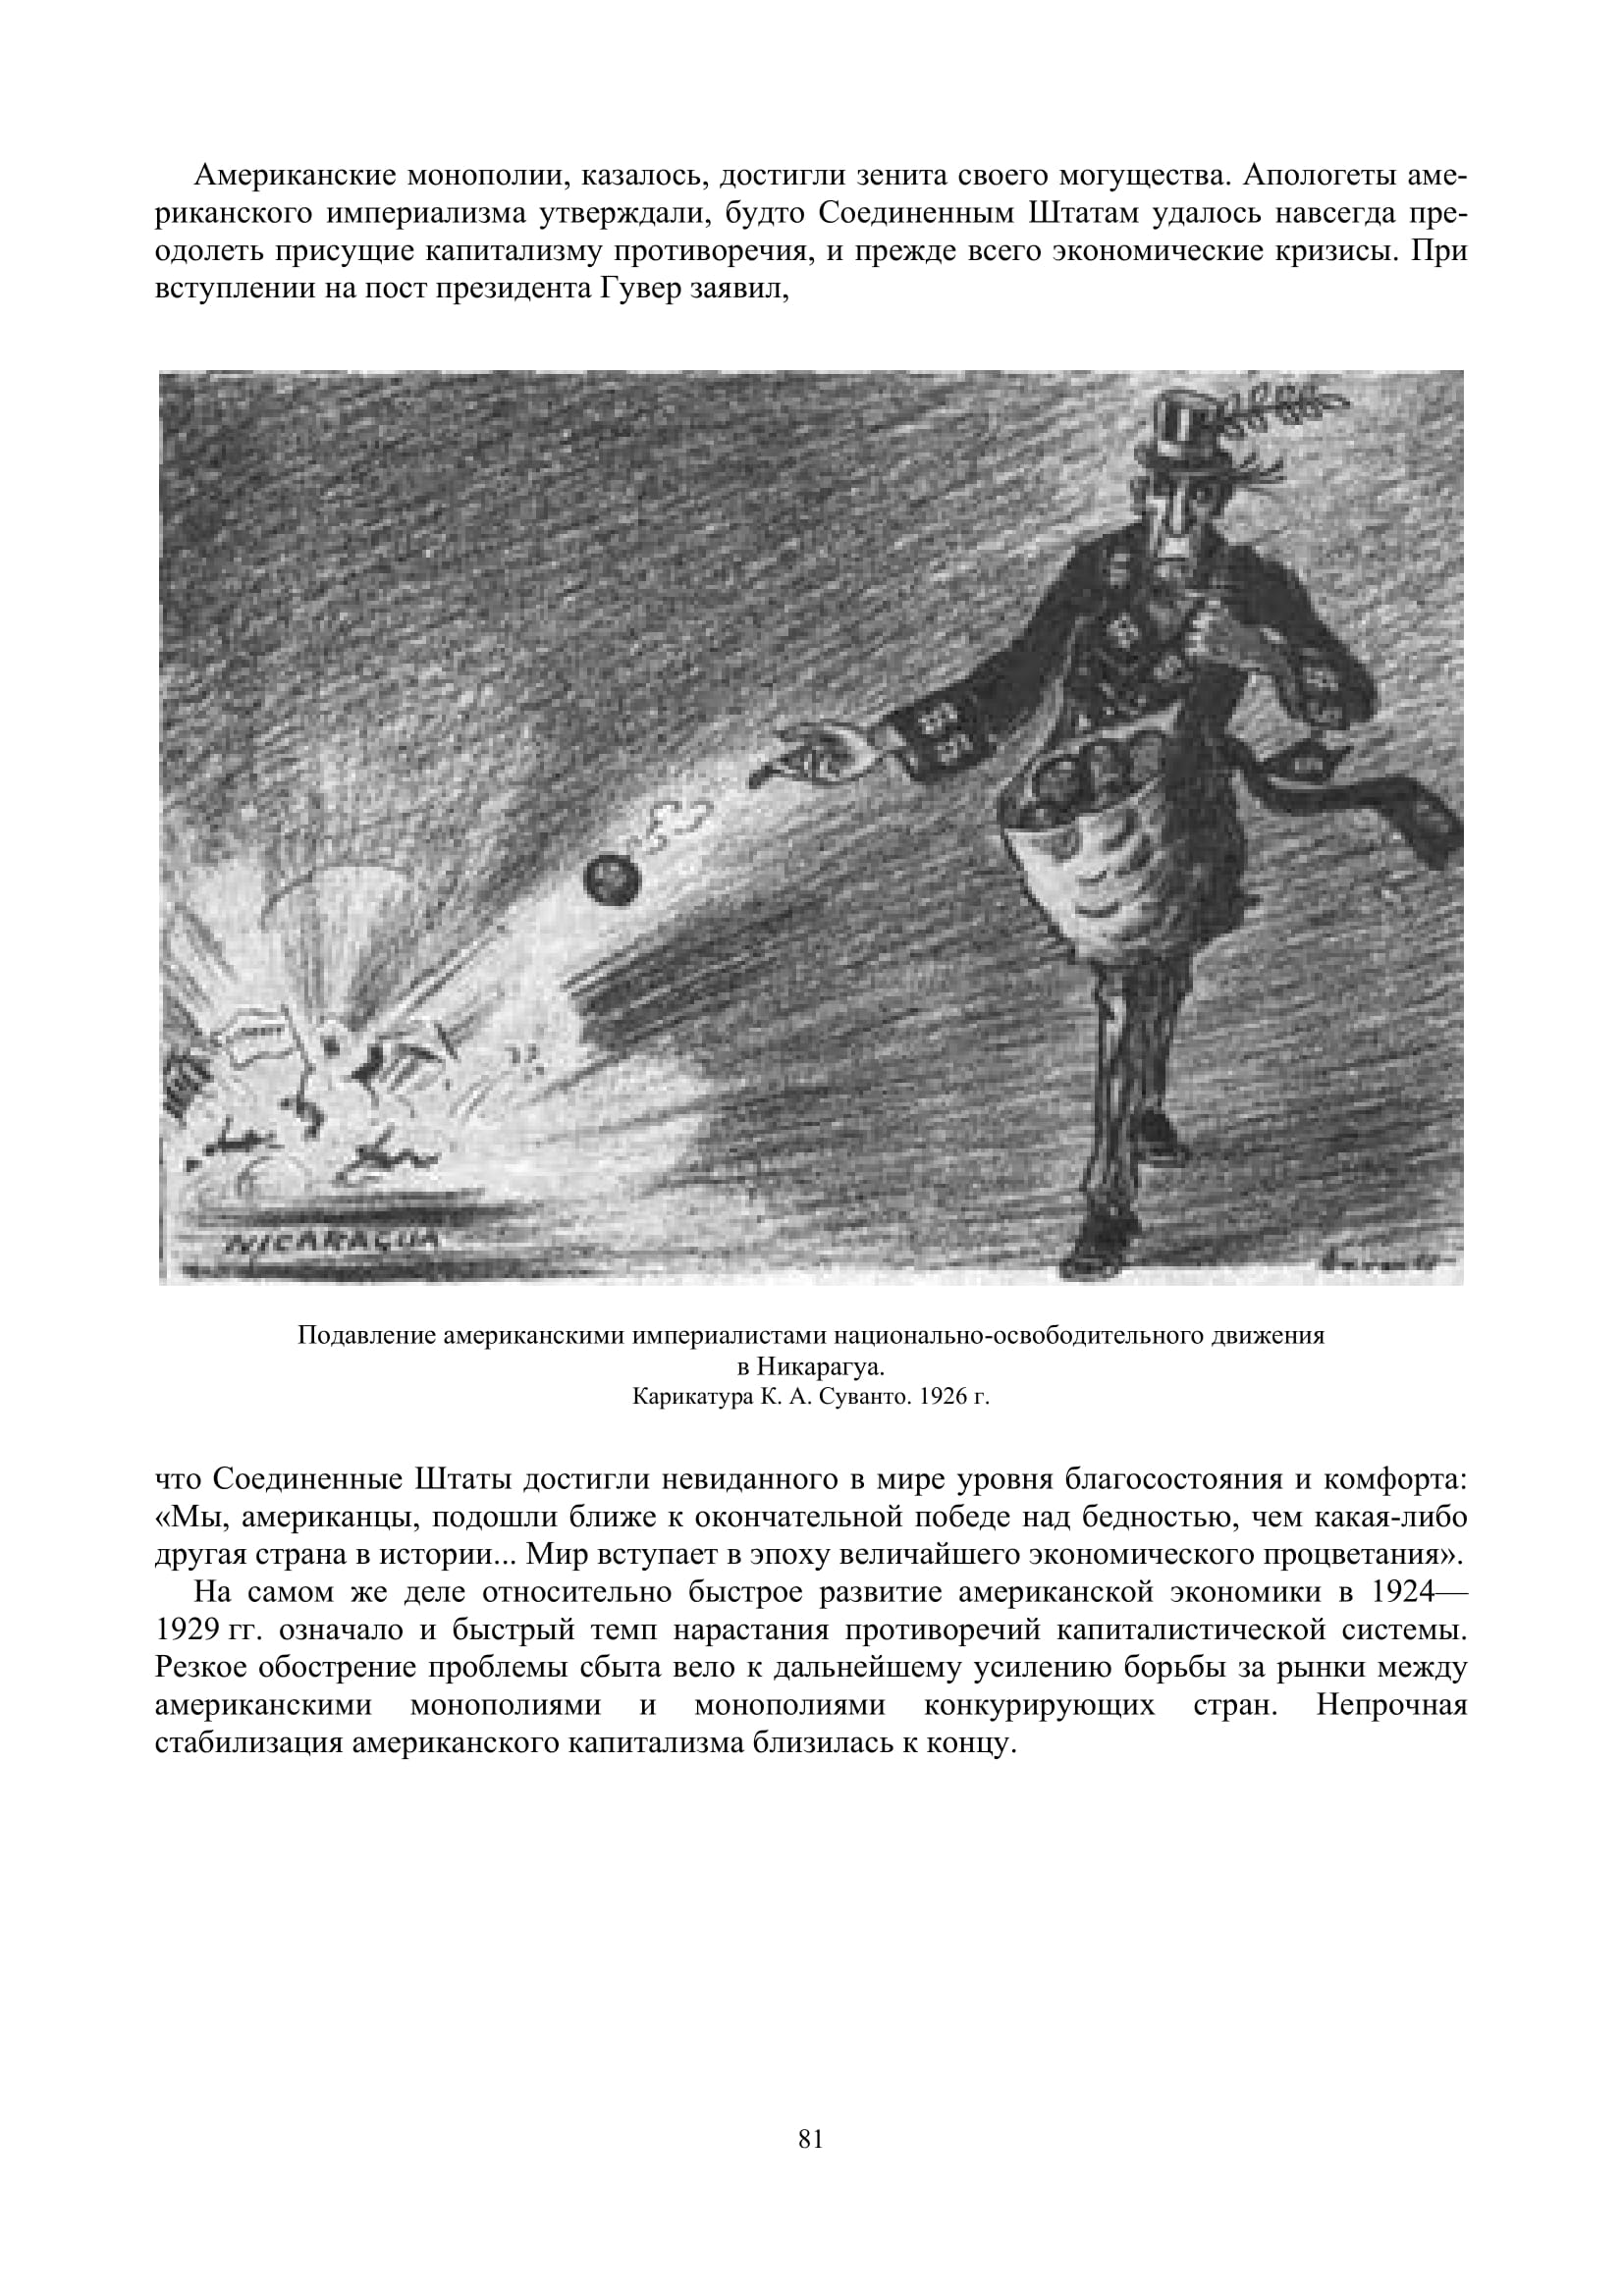 Американские монополии, казалось, достигли зенита своего могущества. Апологеты аме-
риканского империализма утверждали, будто Соединенным Штатам удалось навсегда пре-
одолеть присущие капитализму противоречия, и прежде всего экономические кризисы. При
вступлении на пост президента Гувер заявил,
NICARAGUA
Подавление американскими империалистами национально-освободительного движения
в Никарагуа.
Карикатура К. А. Суванто. 1926 г.
что Соединенные Штаты достигли невиданного в мире уровня благосостояния и комфорта:
«Мы, американцы, подошли ближе к окончательной победе над бедностью, чем какая-либо
другая страна в истории... Мир вступает в эпоху величайшего экономического процветания».
На самом же деле относительно быстрое развитие американской экономики в 1924—
1929 гг. означало и быстрый темп нарастания противоречий капиталистической системы.
Резкое обострение проблемы сбыта вело к дальнейшему усилению борьбы за рынки между
американскими монополиями и монополиями конкурирующих стран. Непрочная
стабилизация американского капитализма близилась к концу.
81